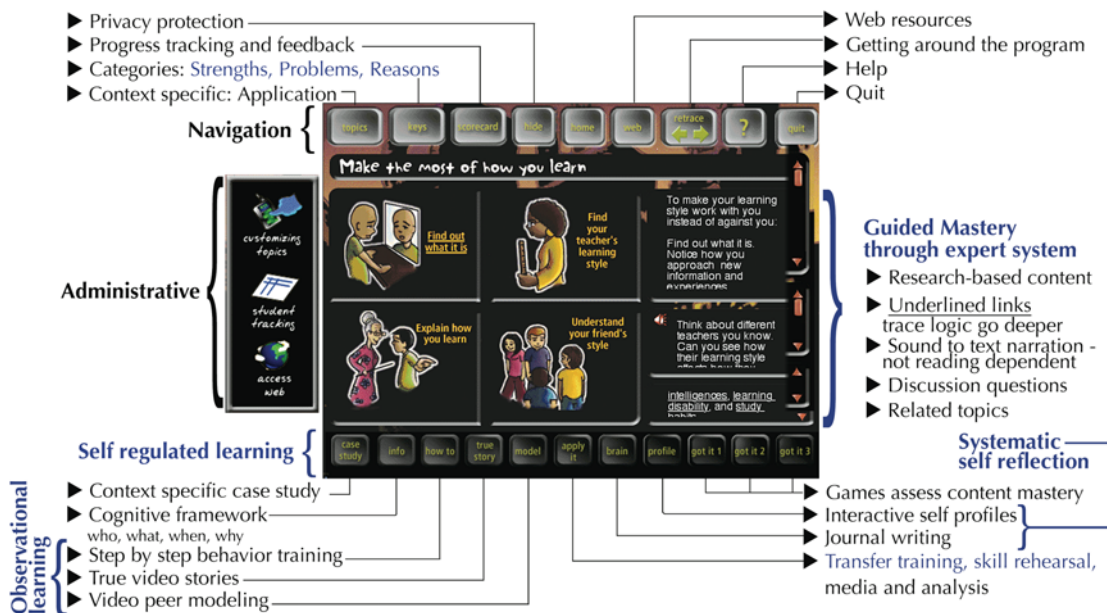 ▶ Privacy protection
▶ Progress tracking and feedback
▶ Categories: Strengths, Problems, Reasons
▶ Context specific: Application
▶ Web resources
▶ Getting around the program
▶ Help
▶ Quit
Navigation
topics
keys
scorecard
hide
home
web
retrace
?
quit
Make the most of how you learn
Administrative
customizing
topics
student
tracking
access
web
Find out
what it is
Find
your
teacher's
learning
style
Explain how
you learn
Understand
your friend's
style
To make your learning
style work with you
instead of against you:
Find out what it is.
Notice how you
approach new
information and
experiences
Think about different
teachers you know.
Can you see how
their learning style
intelligences, learning
disability, and study
Guided Mastery
through expert system
▶ Research-based content
▶ Underlined links
trace logic go deeper
▶ Sound to text narration -
not reading dependent
▶ Discussion questions
▶ Related topics
Self regulated learning
case
study
info
how to
true
story
model
apply
it
brain
profile
got it 1
got it 2
got it 3
Systematic
self reflection
▶ Context specific case study
▶ Cognitive framework
who, what, when, why
Observational
learning
▶ Step by step behavior training
▶ True video stories
▶ Video peer modeling
▶ Games assess content mastery
▶ Interactive self profiles
▶ Journal writing
▶ Transfer training, skill rehearsal,
media and analysis